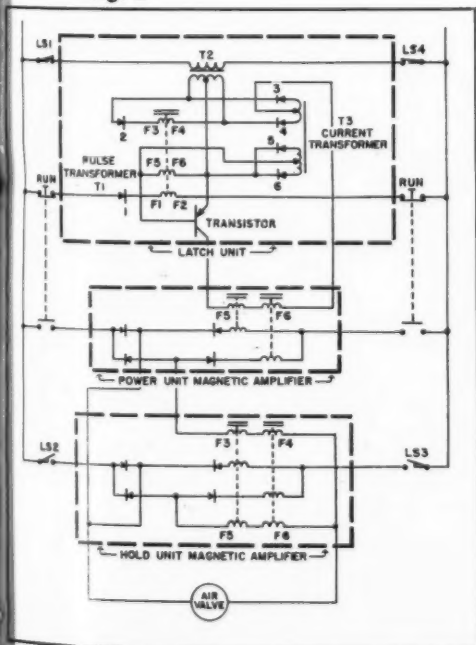 LS1
T2
LS4
3
2
F3 F4
4
T3
CURRENT
TRANSFORMER
5
PULSE
TRANSFORMER
T1
F5 F6
6
RUN
F1 F2
RUN
TRANSISTOR
LATCH UNIT
F5 F6
POWER UNIT MAGNETIC AMPLIFIER
F3 F4
LS2
LS3
F5 F6
HOLD UNIT MAGNETIC AMPLIFIER
AIR
VALVE